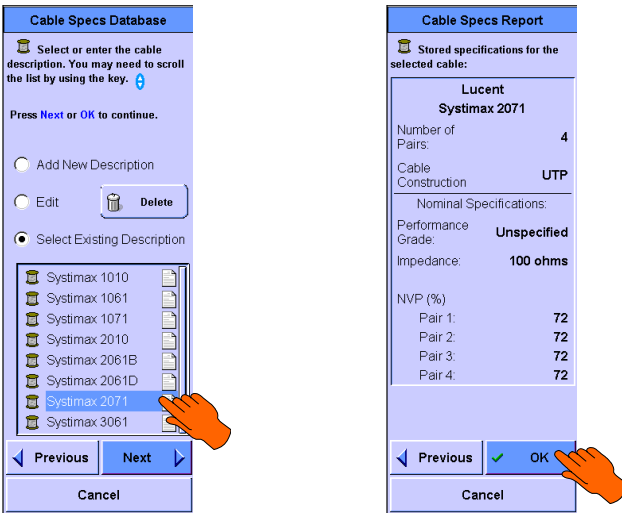 Cable Specs Database
Select or enter the cable
description. You may need to scroll
the list by using the key.
Press Next or OK to continue.
Add New Description
Edit
Delete
Select Existing Description
Systimax 1010
Systimax 1061
Systimax 1071
Systimax 2010
Systimax 2061B
Systimax 2061D
Systimax 2071
Systimax 3061
Previous
Next
Cancel
Cable Specs Report
Stored specifications for the
selected cable:
Lucent
Systimax 2071
Number of
Pairs: 4
Cable
Construction UTP
Nominal Specifications:
Performance
Grade: Unspecified
Impedance: 100 ohms
NVP (%)
Pair 1: 72
Pair 2: 72
Pair 3: 72
Pair 4: 72
Previous
OK
Cancel